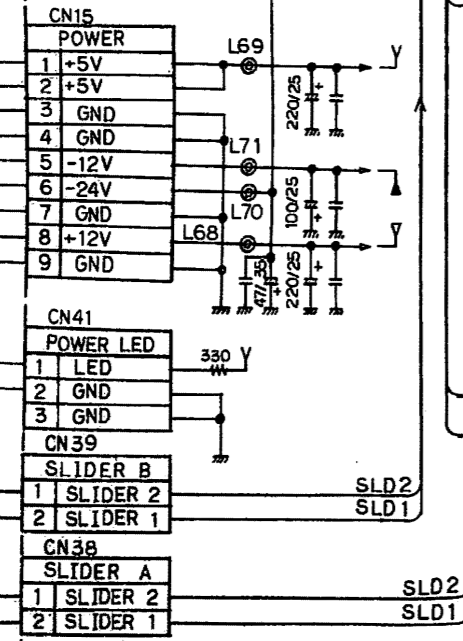 CN15
POWER
1 +5V
2 +5V
3 GND
4 GND
5 -12V
6 -24V
7 GND
8 +12V
9 GND
L69
220/25
+
L71
100/25
+
L70
L68
47/35
+
220/25
+
CN41
POWER LED
1 LED
2 GND
3 GND
330
CN39
SLIDER B
1 SLIDER 2
2 SLIDER 1
SLD2
SLD1
CN38
SLIDER A
1 SLIDER 2
2 SLIDER 1
SLD2
SLD1